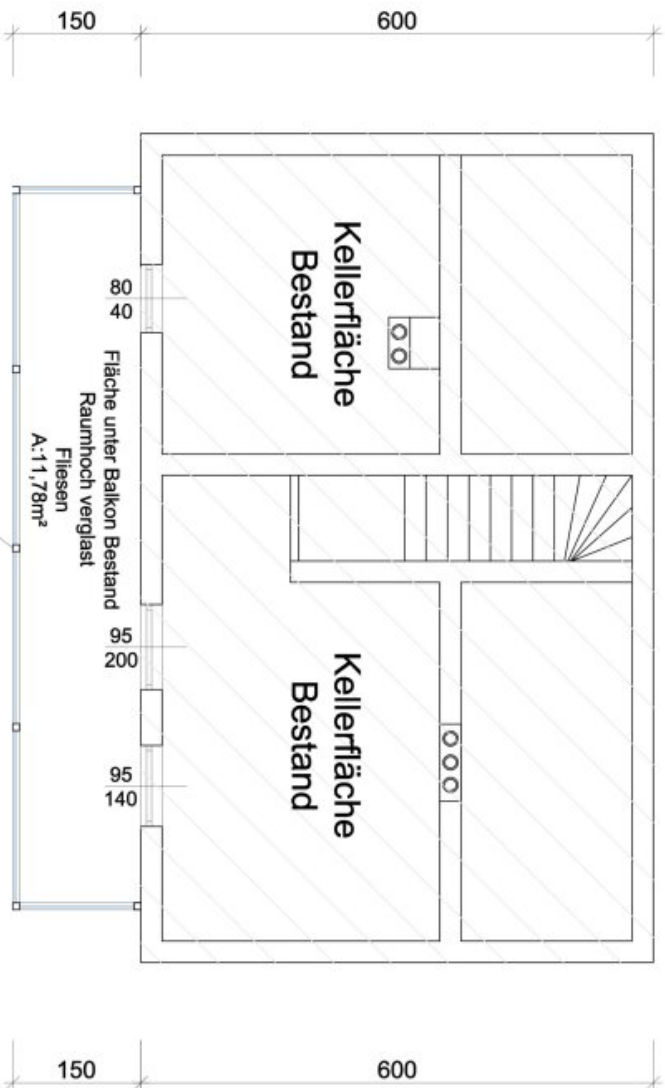 150
600
Kellerfläche
Bestand
80
40
Fläche unter Balkon Bestand
Raumhoch verglast
Fliesen
A:11,78m²
95
200
Kellerfläche
Bestand
95
140
150
600